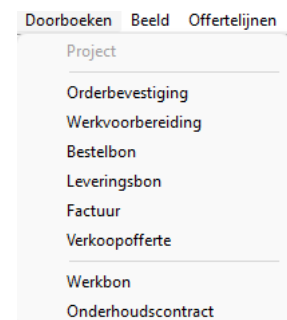 Doorboeken Beeld Offertelijnen
Project
Orderbevestiging
Werkvoorbereiding
Bestelbon
Leveringsbon
Factuur
Verkoopofferte
Werkbon
Onderhoudscontract